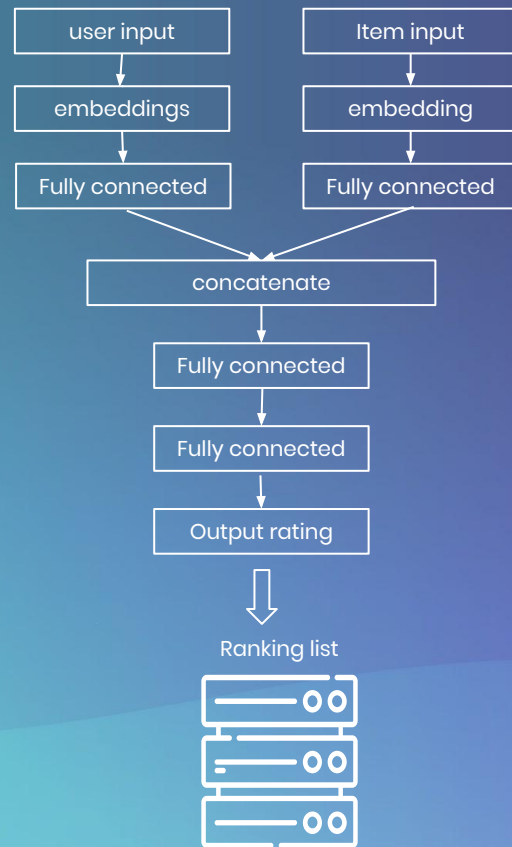 user input
Item input
embeddings
embedding
Fully connected
Fully connected
concatenate
Fully connected
Fully connected
Output rating
Ranking list